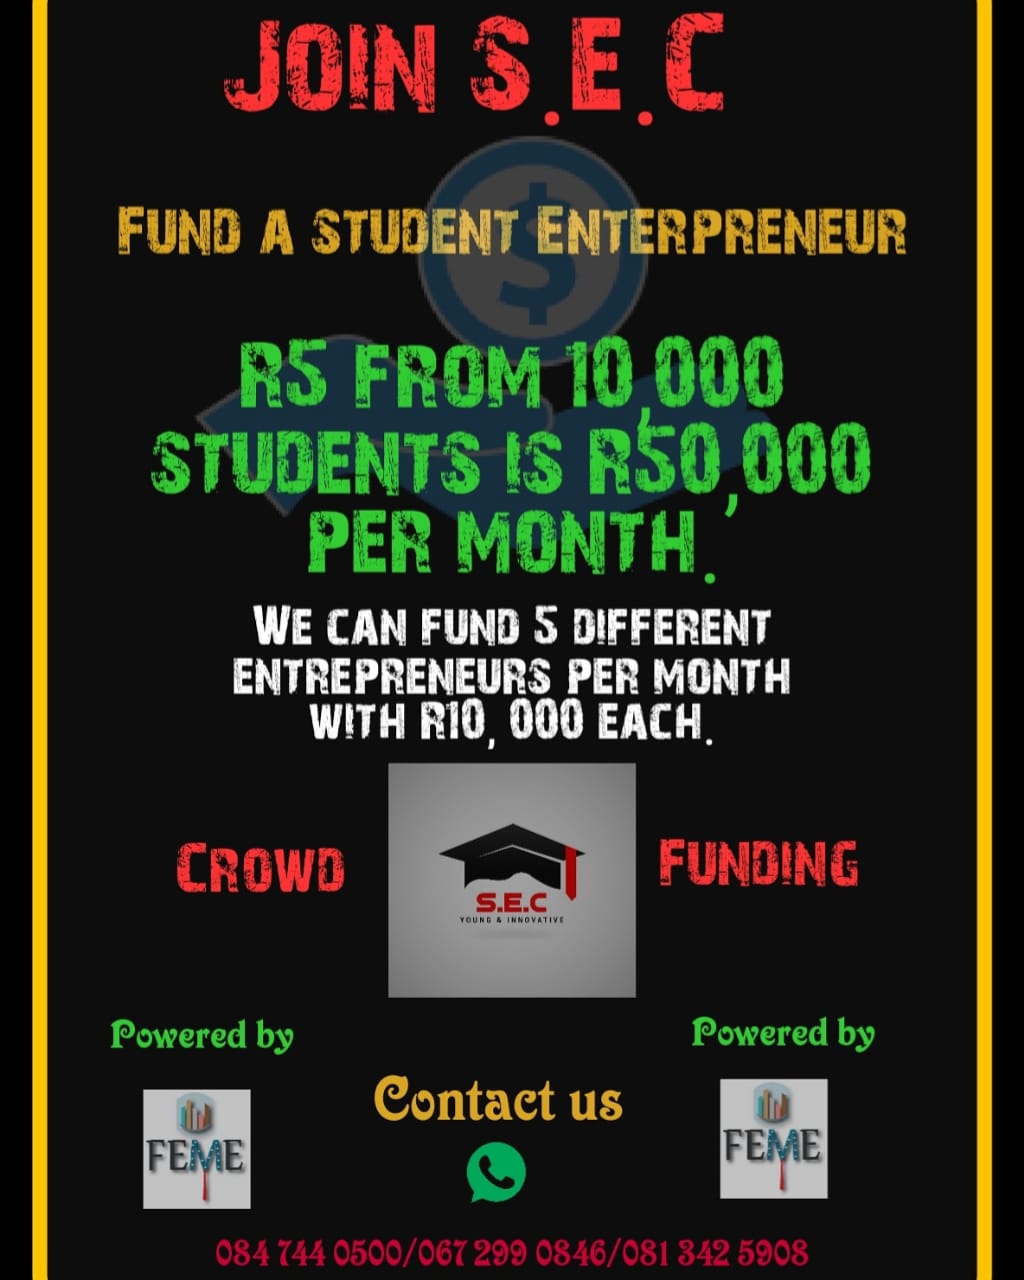 Join S.E.C
Fund a student Enterpreneur
R5 from 10,000
students is R50,000
per month.
We can fund 5 different
entrepreneurs per month
with R10, 000 each.
Crowd
Funding
S.E.C
YOUNG & INNOVATIVE
Powered by
Powered by
Contact us
FEME
FEME
084 744 0500/067 299 0846/081 342 5908